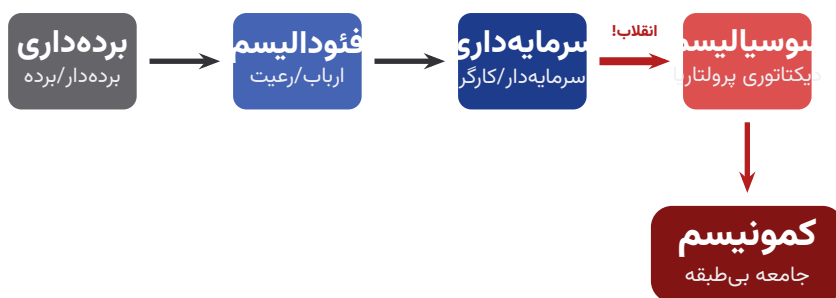 برده‌داری
برده‌دار/برده
فئودالیسم
ارباب/رعیت
سرمایه‌داری
سرمایه‌دار/کارگر
انقلاب!
سوسیالیسم
دیکتاتوری پرولتاریا
کمونیسم
جامعه بی‌طبقه